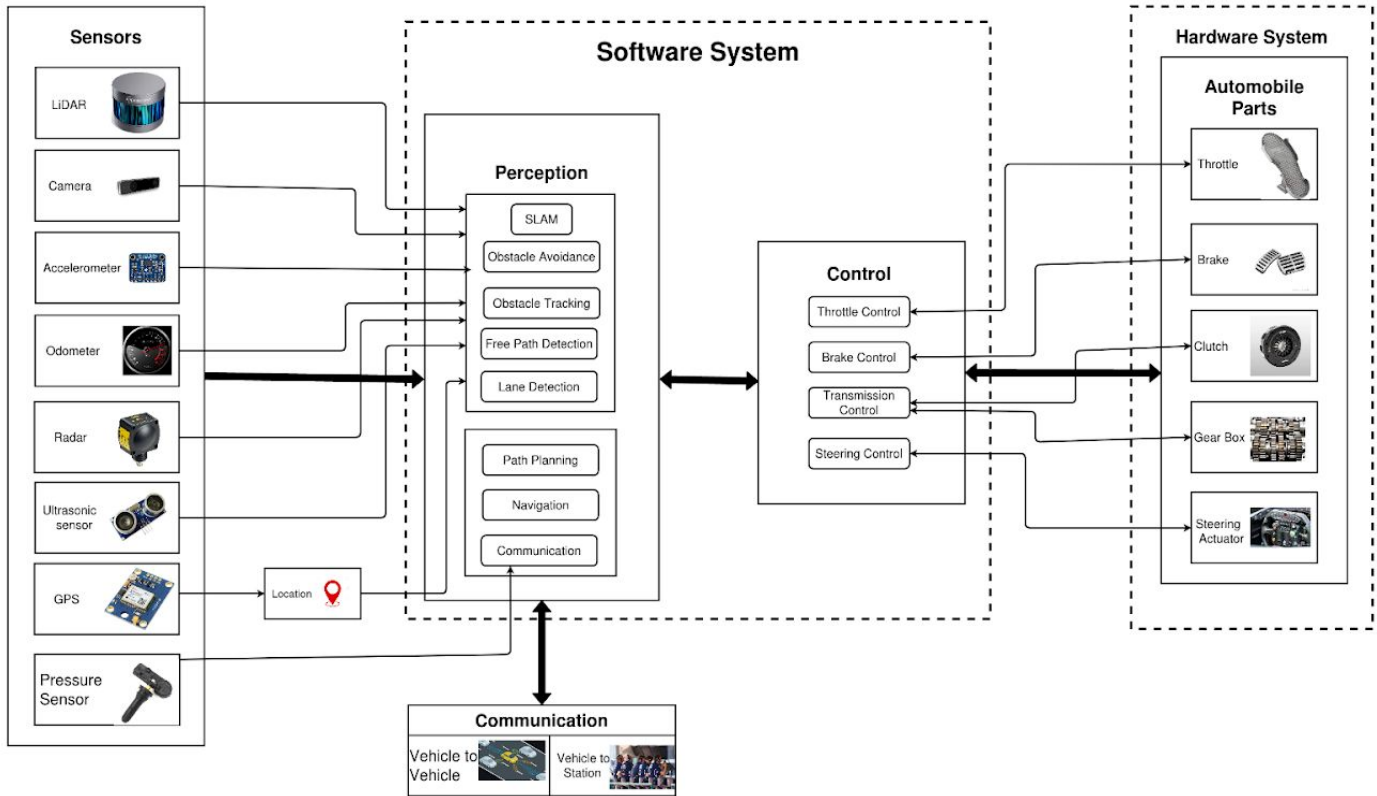 Sensors
LiDAR
Camera
Accelerometer
Odometer
Radar
Ultrasonic
sensor
GPS
Pressure
Sensor
Location
Software System
Perception
SLAM
Obstacle Avoidance
Obstacle Tracking
Free Path Detection
Lane Detection
Path Planning
Navigation
Communication
Control
Throttle Control
Brake Control
Transmission
Control
Steering Control
Hardware System
Automobile
Parts
Throttle
Brake
Clutch
Gear Box
Steering
Actuator
Communication
Vehicle to
Vehicle
Vehicle to
Station